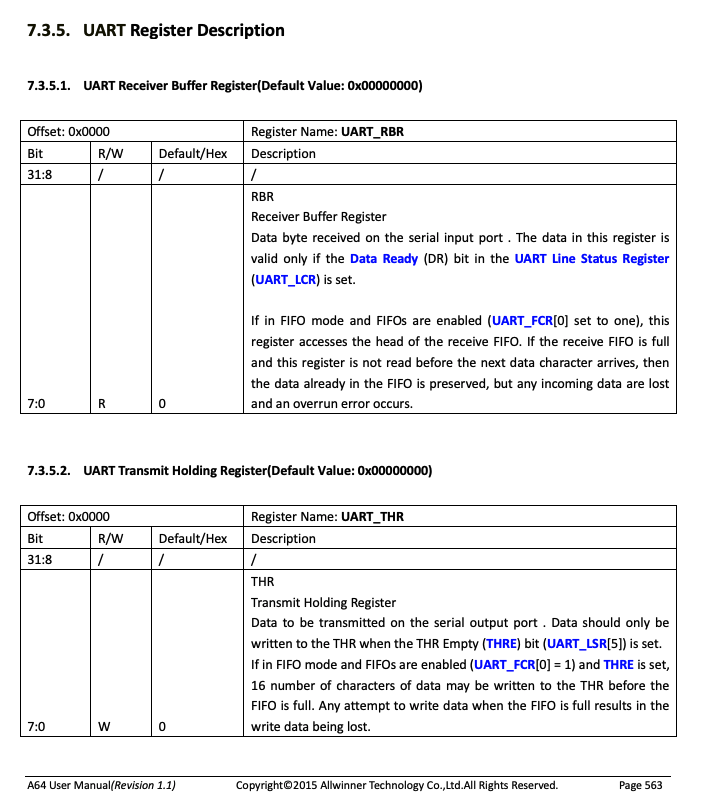 7.3.5. UART Register Description
7.3.5.1. UART Receiver Buffer Register(Default Value: 0x00000000)
Offset: 0x0000 Register Name: UART_RBR
Bit R/W Default/Hex Description
31:8 / / /
RBR
Receiver Buffer Register
Data byte received on the serial input port . The data in this register is
valid only if the Data Ready (DR) bit in the UART Line Status Register
(UART_LCR) is set.
If in FIFO mode and FIFOs are enabled (UART_FCR[0] set to one), this
register accesses the head of the receive FIFO. If the receive FIFO is full
and this register is not read before the next data character arrives, then
the data already in the FIFO is preserved, but any incoming data are lost
7:0 R 0 and an overrun error occurs.
7.3.5.2. UART Transmit Holding Register(Default Value: 0x00000000)
Offset: 0x0000 Register Name: UART_THR
Bit R/W Default/Hex Description
31:8 / / /
THR
Transmit Holding Register
Data to be transmitted on the serial output port . Data should only be
written to the THR when the THR Empty (THRE) bit (UART_LSR[5]) is set.
If in FIFO mode and FIFOs are enabled (UART_FCR[0] = 1) and THRE is set,
16 number of characters of data may be written to the THR before the
FIFO is full. Any attempt to write data when the FIFO is full results in the
7:0 W 0 write data being lost.
A64 User Manual(Revision 1.1) Copyright©2015 Allwinner Technology Co.,Ltd.All Rights Reserved. Page 563